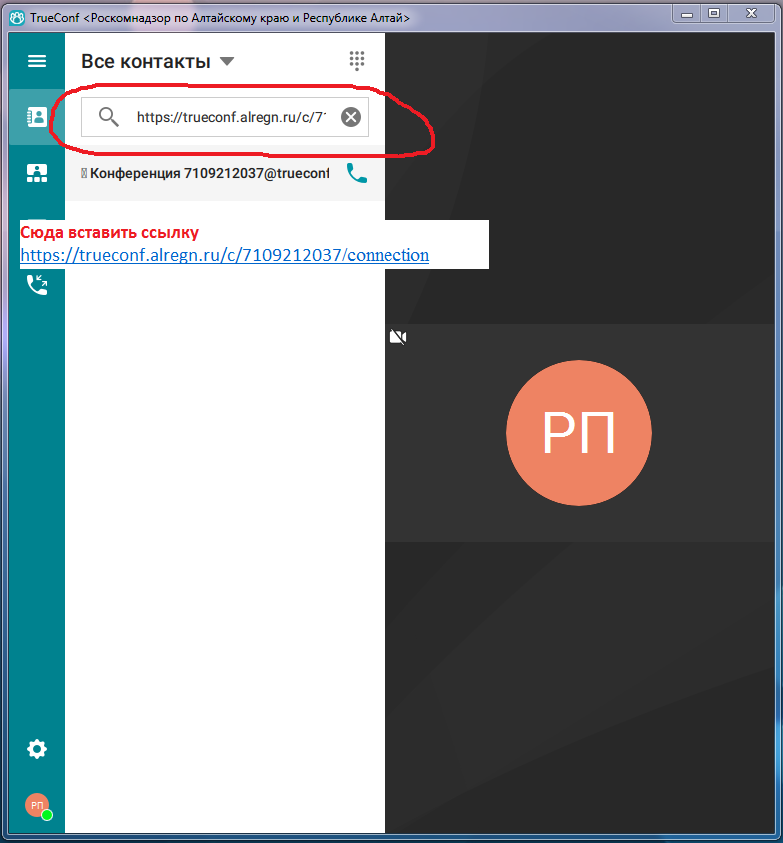 TrueConf <Роскомнадзор по Алтайскому краю и Республике Алтай>
Все контакты
https://trueconf.alregn.ru/c/71
Конференция 7109212037@trueconf
Сюда вставить ссылку
https://trueconf.alregn.ru/c/7109212037/connection
РП
РП